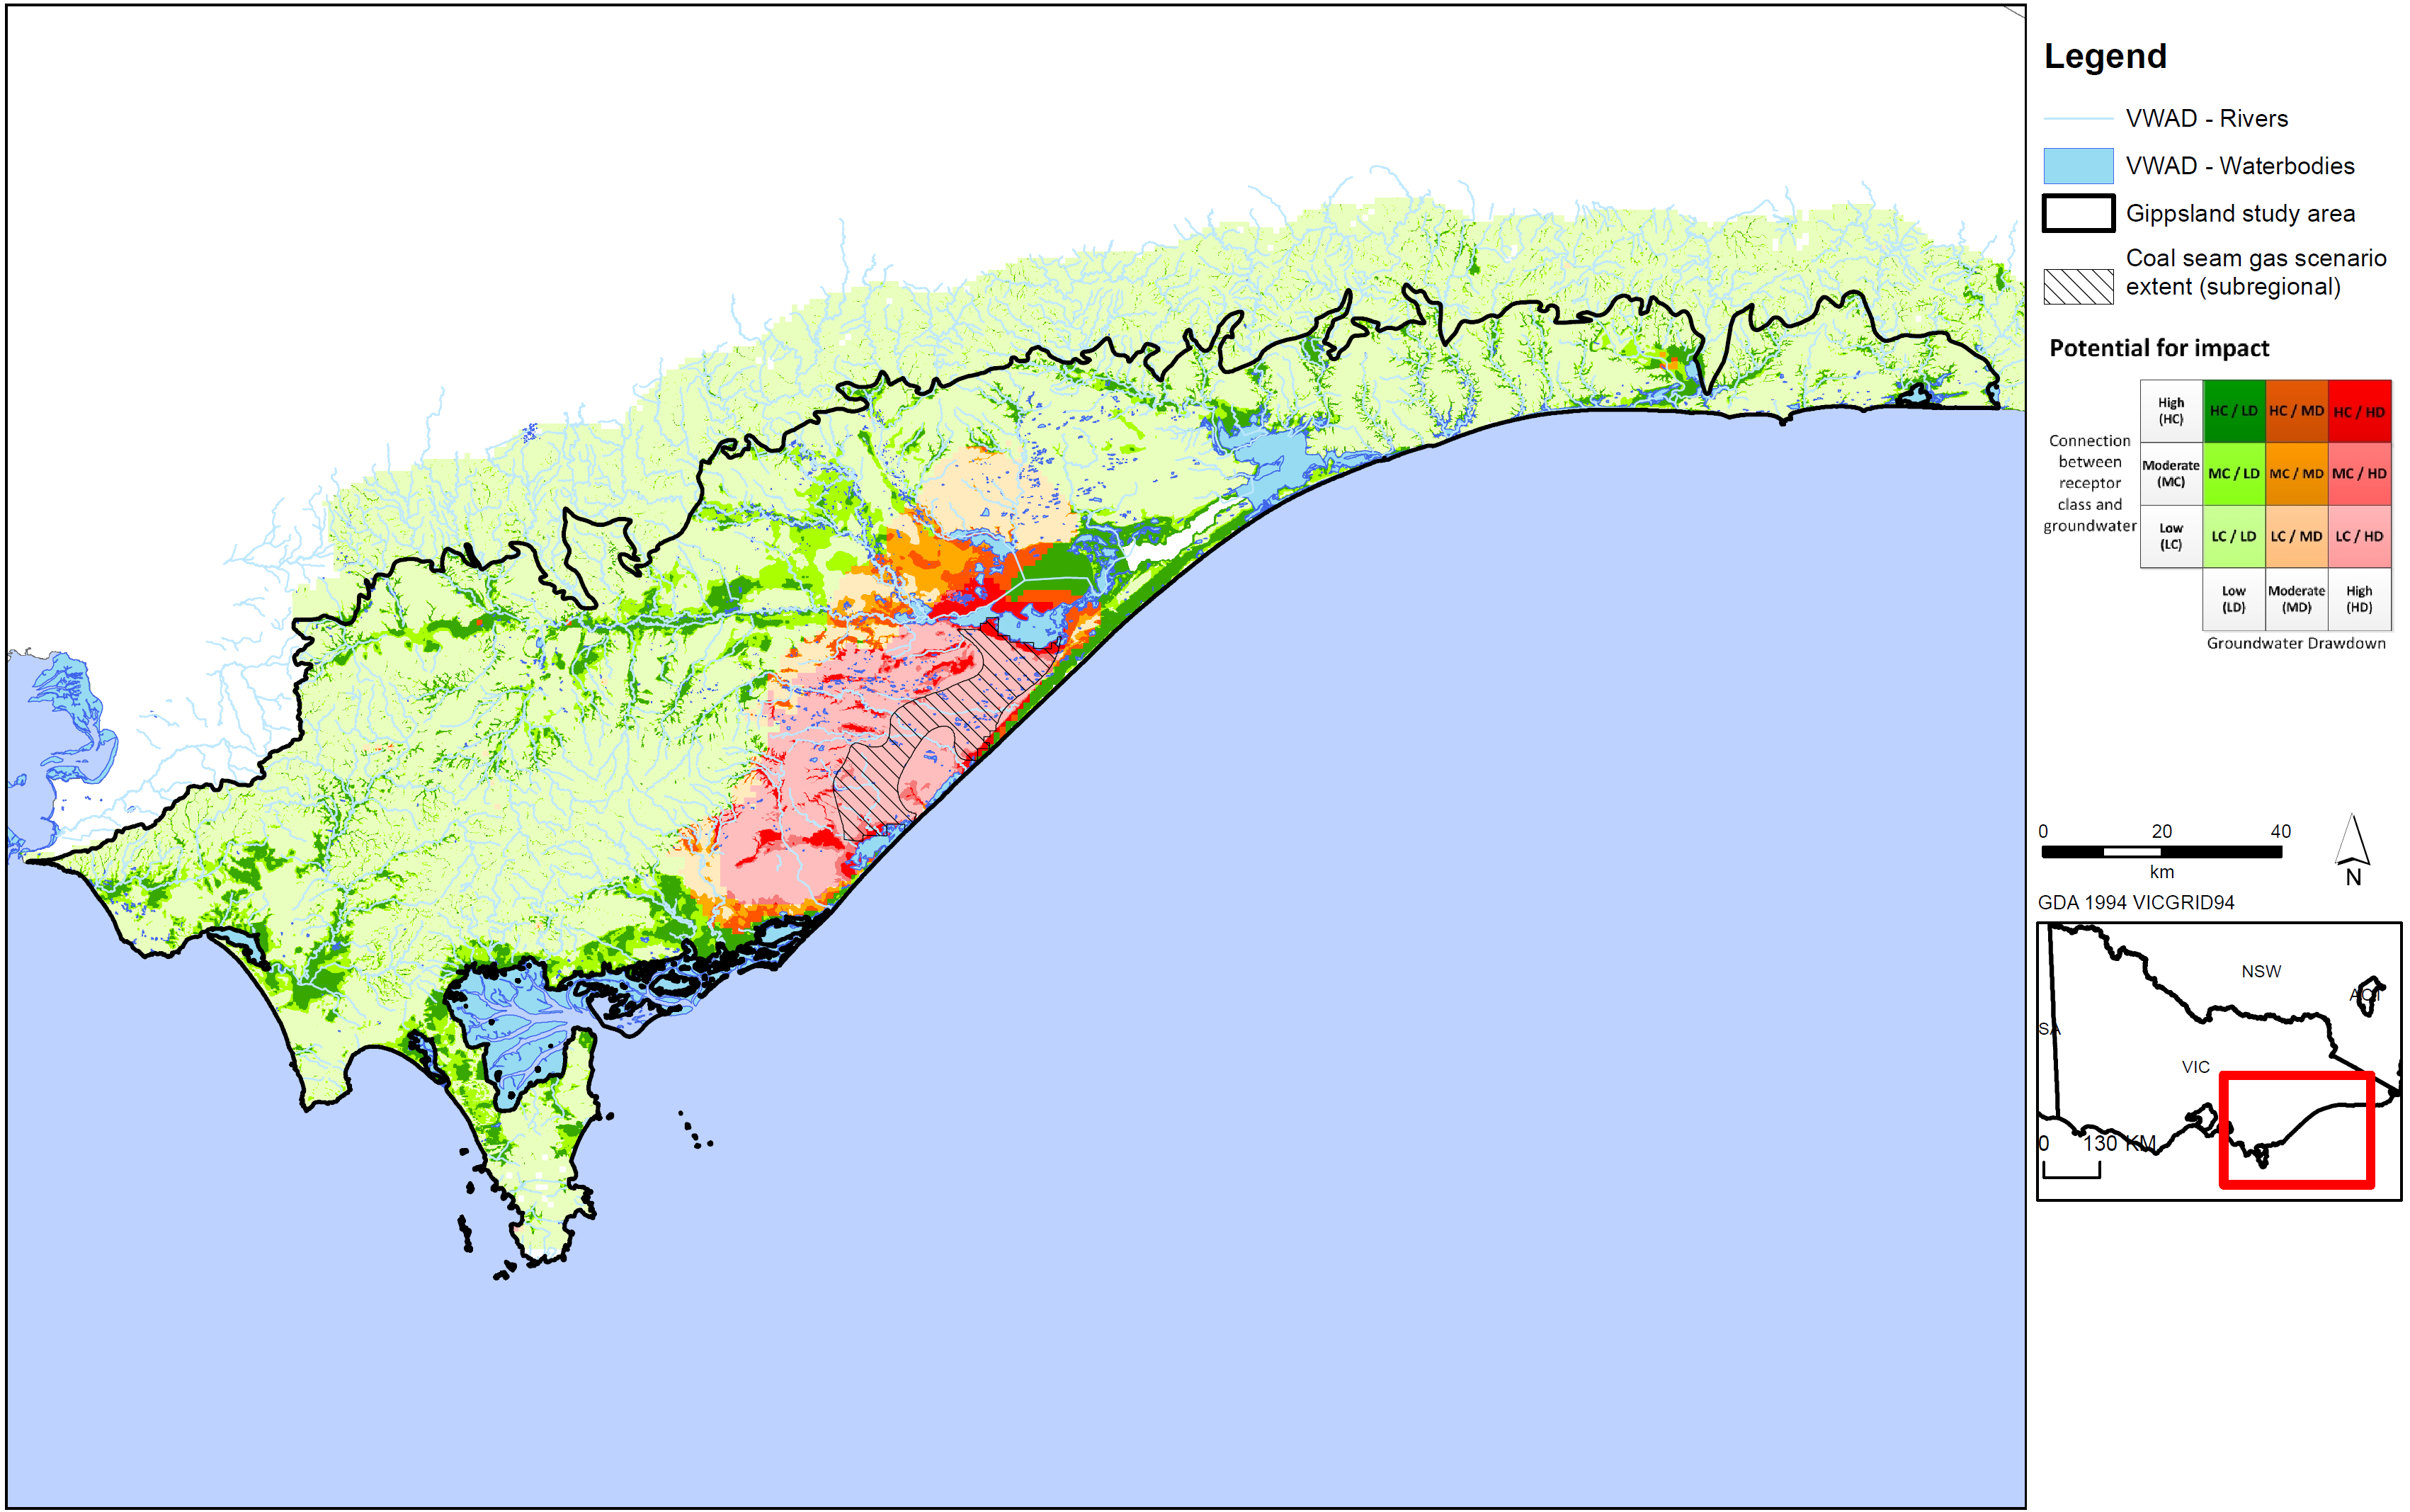 Legend
VWAD - Rivers
VWAD - Waterbodies
Gippsland study area
Coal seam gas scenario
extent (subregional)
Potential for impact
Connection
between
receptor
class and
groundwater
High
(HC)
HC / LD
HC / MD
HC / HD
Moderate
(MC)
MC / LD
MC / MD
MC / HD
Low
(LC)
LC / LD
LC / MD
LC / HD
Low
(LD)
Moderate
(MD)
High
(HD)
Groundwater Drawdown
0 20 40
km
N
GDA 1994 VICGRID94
NSW
ACT
SA
VIC
0 130 KM